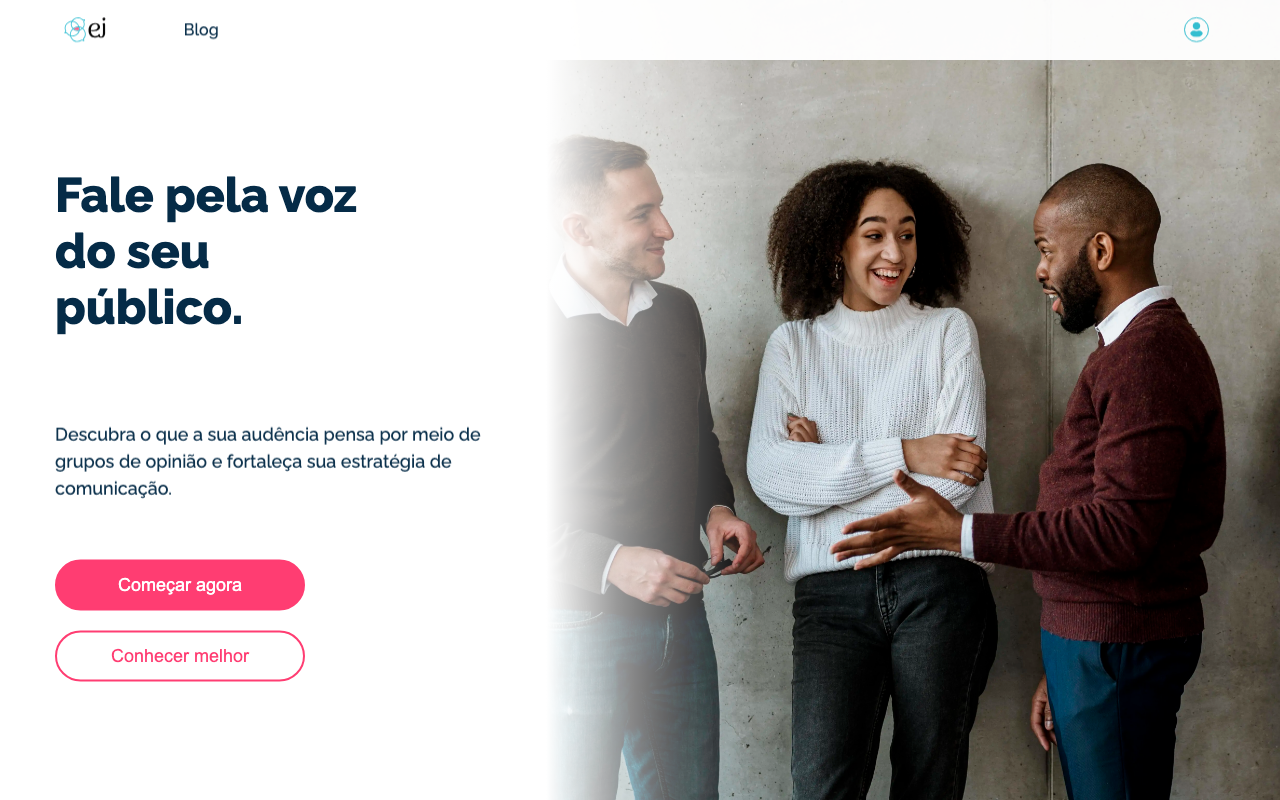 ej
Blog
Fale pela voz
do seu
público.
Descubra o que a sua audência pensa por meio de
grupos de opinião e fortaleça sua estratégia de
comunicação.
Começar agora
Conhecer melhor